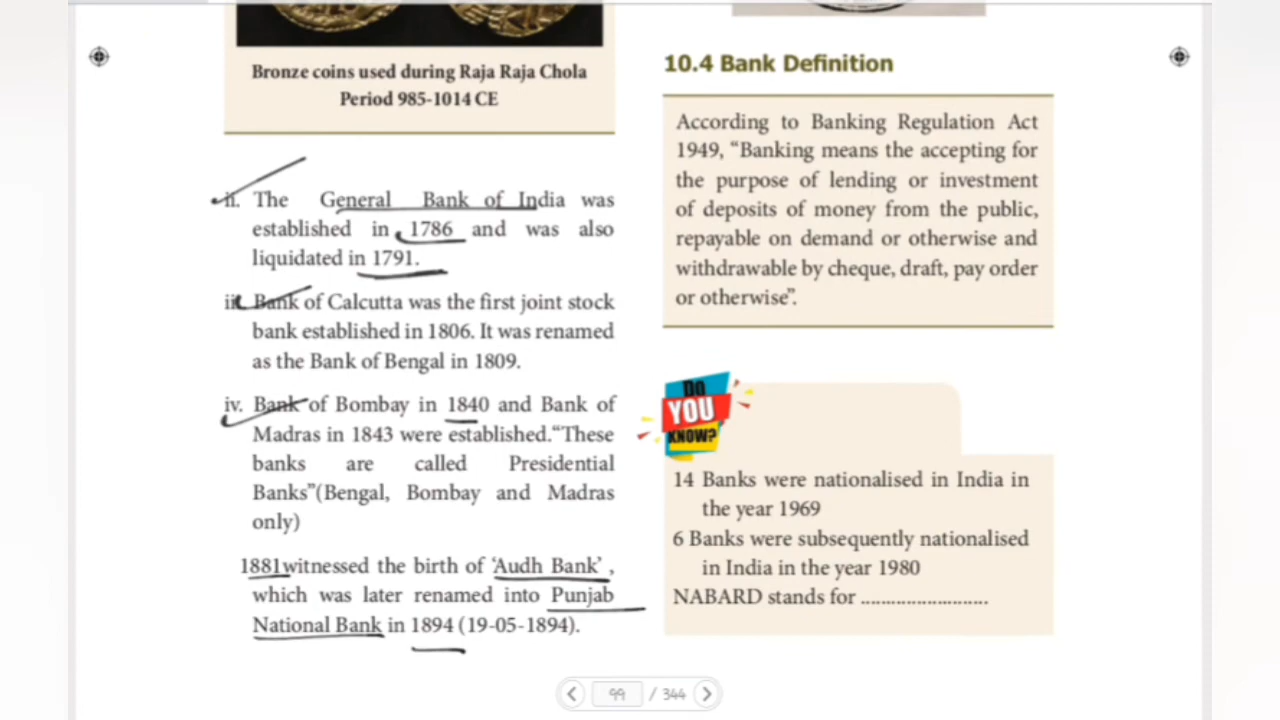 Bronze coins used during Raja Raja Chola
Period 985-1014 CE
ii. The General Bank of India was
established in 1786 and was also
liquidated in 1791.
iii. Bank of Calcutta was the first joint stock
bank established in 1806. It was renamed
as the Bank of Bengal in 1809.
iv. Bank of Bombay in 1840 and Bank of
Madras in 1843 were established.“These
banks are called Presidential
Banks”(Bengal, Bombay and Madras
only)
1881witnessed the birth of ‘Audh Bank’,
which was later renamed into Punjab
National Bank in 1894 (19-05-1894).
10.4 Bank Definition
According to Banking Regulation Act
1949, “Banking means the accepting for
the purpose of lending or investment
of deposits of money from the public,
repayable on demand or otherwise and
withdrawable by cheque, draft, pay order
or otherwise”.
DO
YOU
KNOW?
14 Banks were nationalised in India in
the year 1969
6 Banks were subsequently nationalised
in India in the year 1980
NABARD stands for .........................
99 / 344